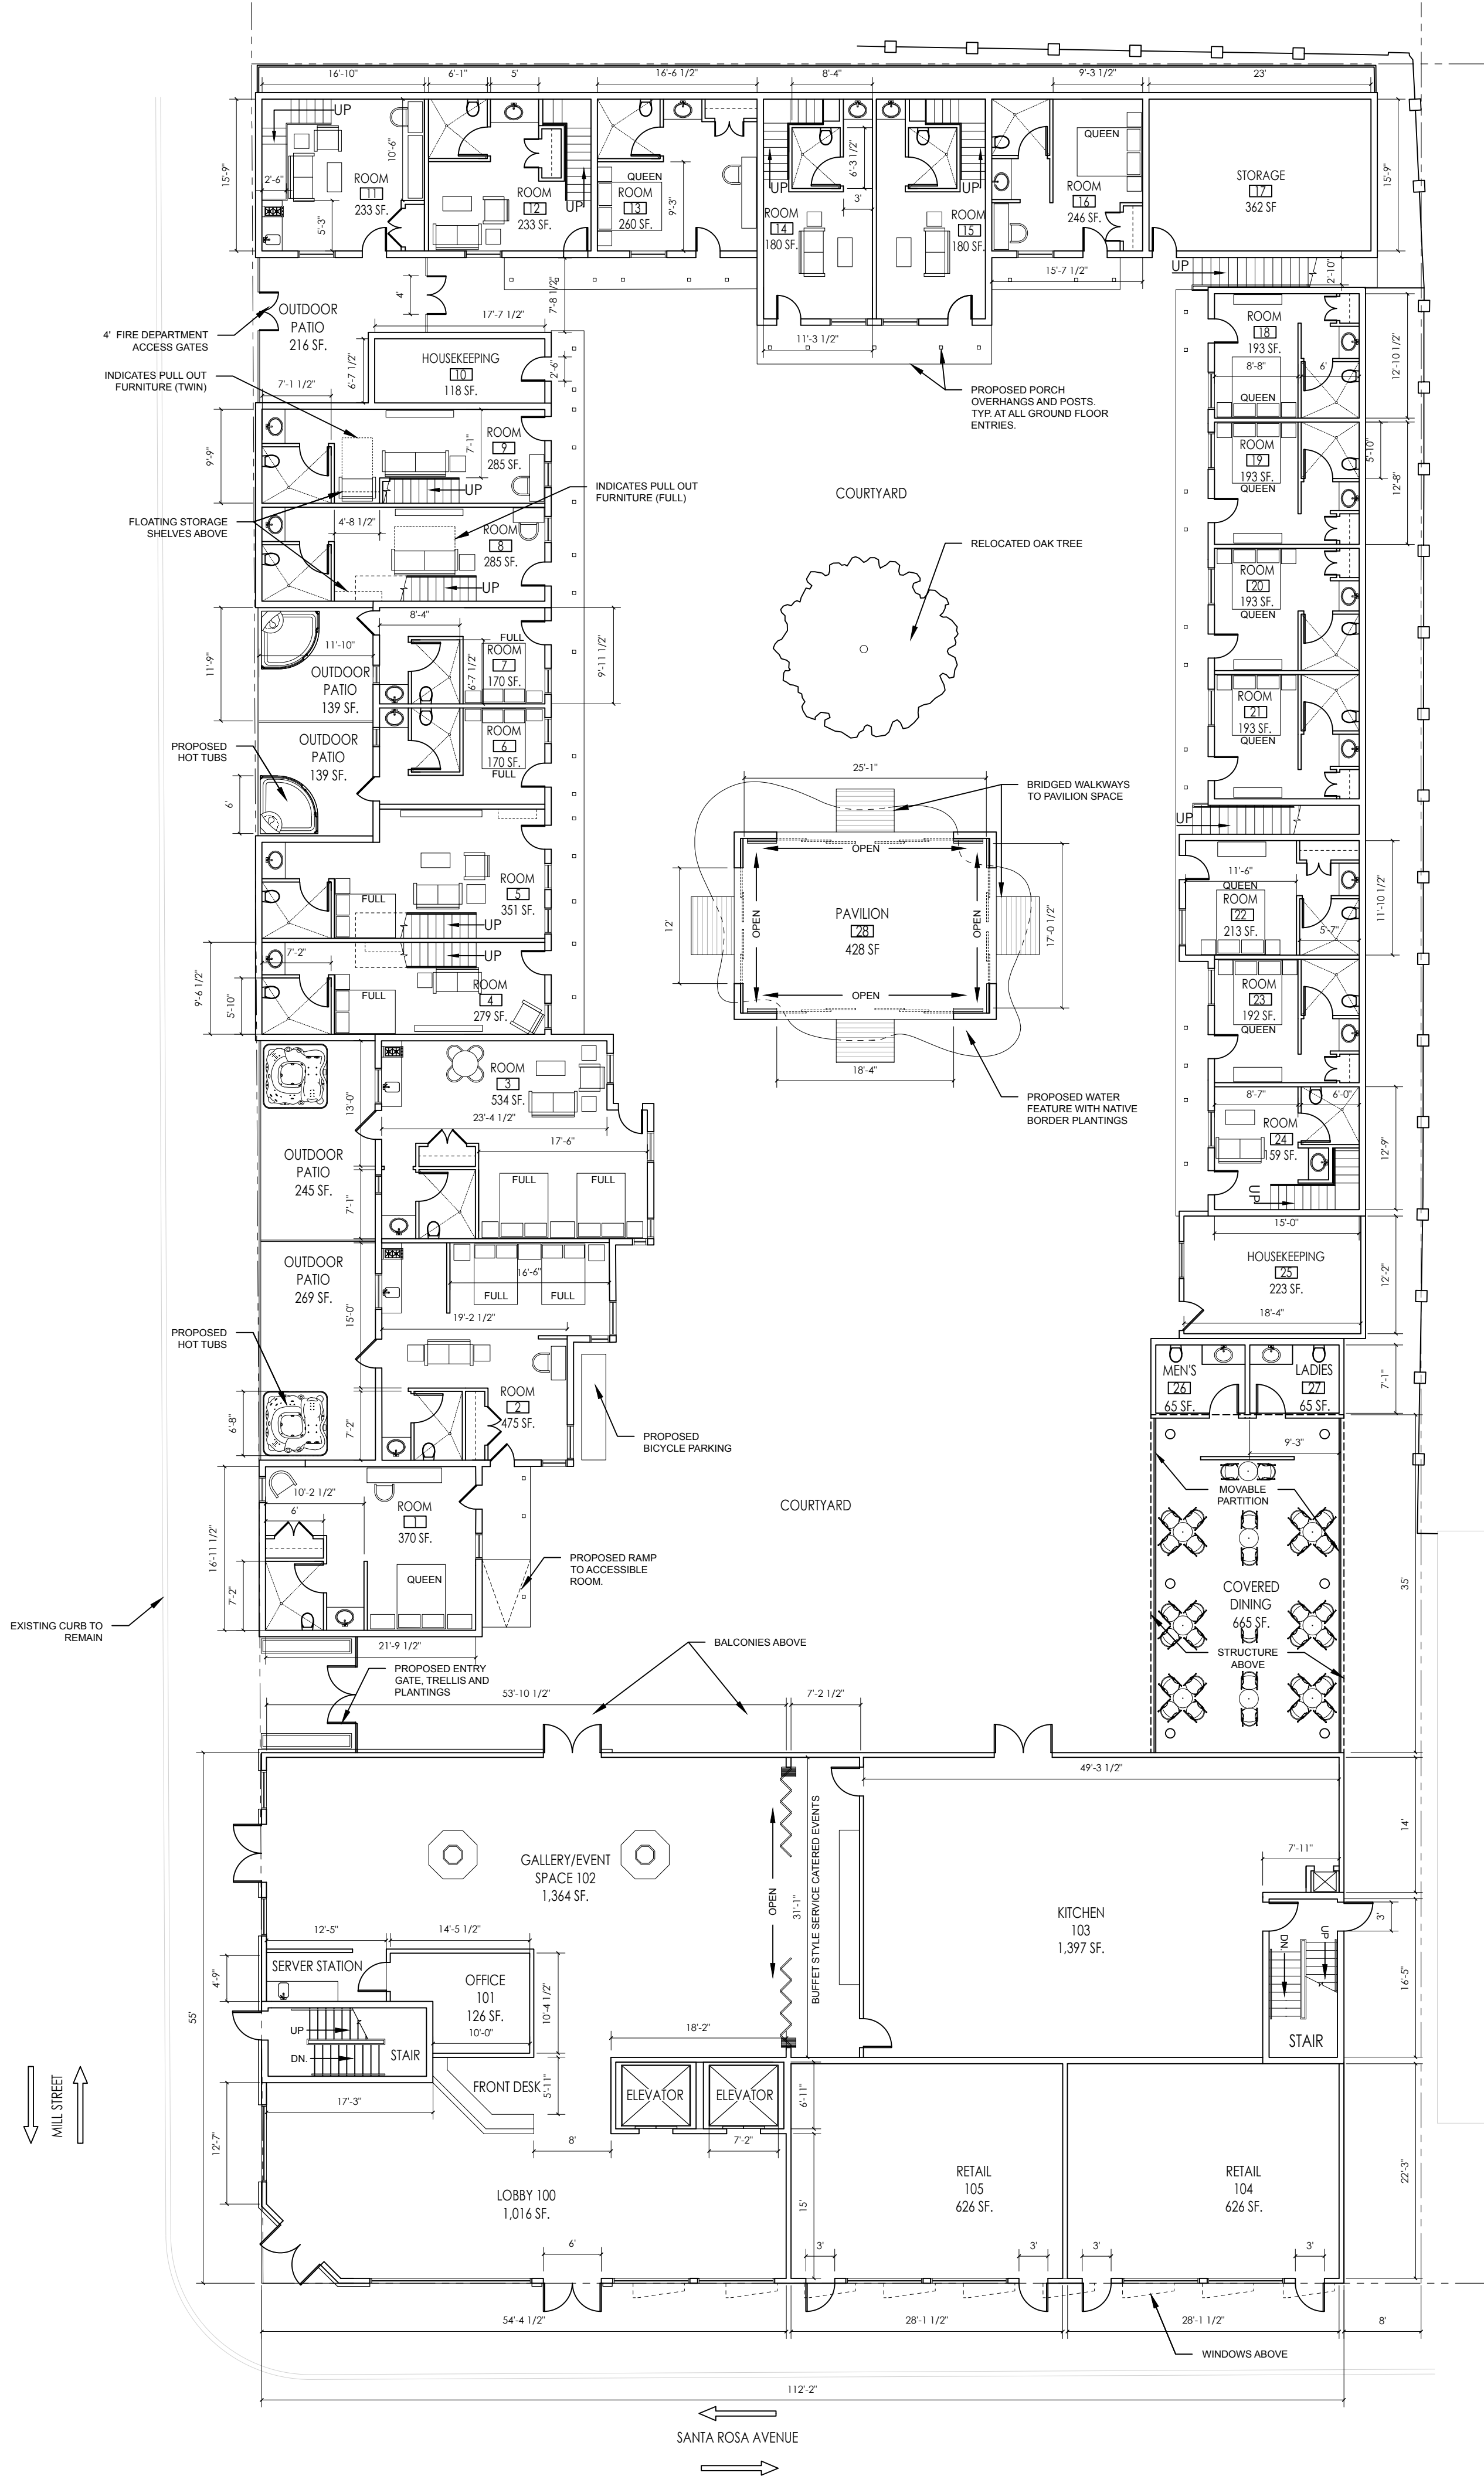 16'-10"
6'-1"
5'
16'-6 1/2"
8'-4"
9'-3 1/2"
23'
UP
15'-9"
10'-6"
2'-6"
ROOM
11
233 SF.
5'-3"
ROOM
12
233 SF.
UP
QUEEN
ROOM
13
260 SF.
9'-3"
UP
6'-3 1/2"
3'
ROOM
14
180 SF.
UP
ROOM
15
180 SF.
QUEEN
ROOM
16
246 SF.
STORAGE
17
362 SF
15'-9"
15'-7 1/2"
UP
2'-10"
4'
7'-8 1/2"
OUTDOOR
PATIO
216 SF.
4' FIRE DEPARTMENT
ACCESS GATES
17'-7 1/2"
HOUSEKEEPING
10
118 SF.
6'-7 1/2"
2'-6"
11'-3 1/2"
INDICATES PULL OUT
FURNITURE (TWIN)
7'-1 1/2"
PROPOSED PORCH
OVERHANGS AND POSTS.
TYP. AT ALL GROUND FLOOR
ENTRIES.
ROOM
18
193 SF.
8'-8"
6'
QUEEN
12'-10 1/2"
9'-9"
ROOM
9
285 SF.
7'-1"
UP
ROOM
19
193 SF.
QUEEN
5'-10"
12'-8"
COURTYARD
INDICATES PULL OUT
FURNITURE (FULL)
FLOATING STORAGE
SHELVES ABOVE
4'-8 1/2"
ROOM
8
285 SF.
UP
RELOCATED OAK TREE
ROOM
20
193 SF.
QUEEN
8'-4"
11'-9"
11'-10"
OUTDOOR
PATIO
139 SF.
FULL
ROOM
7
170 SF.
6'-7 1/2"
9'-11 1/2"
ROOM
21
193 SF.
QUEEN
OUTDOOR
PATIO
139 SF.
ROOM
6
170 SF.
FULL
PROPOSED
HOT TUBS
6'
25'-1"
BRIDGED WALKWAYS
TO PAVILION SPACE
UP
OPEN
OPEN
OPEN
OPEN
12'
PAVILION
28
428 SF
17'-0 1/2"
18'-4"
11'-6"
QUEEN
ROOM
22
213 SF.
5'-7"
11'-10 1/2"
FULL
ROOM
5
351 SF.
UP
9'-6 1/2"
7'-2"
UP
5'-10"
FULL
ROOM
4
279 SF.
ROOM
23
192 SF.
QUEEN
PROPOSED WATER
FEATURE WITH NATIVE
BORDER PLANTINGS
8'-7"
6'-0"
ROOM
24
159 SF.
UP
12'-9"
13'-0"
ROOM
3
534 SF.
23'-4 1/2"
17'-6"
FULL
FULL
OUTDOOR
PATIO
245 SF.
7'-1"
15'-0"
HOUSEKEEPING
25
223 SF.
18'-4"
12'-2"
OUTDOOR
PATIO
269 SF.
15'-0"
16'-6"
FULL
FULL
19'-2 1/2"
PROPOSED
HOT TUBS
6'-8"
7'-2"
ROOM
2
475 SF.
PROPOSED
BICYCLE PARKING
MEN'S
26
65 SF.
LADIES
27
65 SF.
7'-1"
9'-3"
MOVABLE
PARTITION
10'-2 1/2"
6'
ROOM
1
370 SF.
QUEEN
16'-11 1/2"
7'-2"
COURTYARD
PROPOSED RAMP
TO ACCESSIBLE
ROOM.
COVERED
DINING
665 SF.
STRUCTURE
ABOVE
35'
EXISTING CURB TO
REMAIN
21'-9 1/2"
PROPOSED ENTRY
GATE, TRELLIS AND
PLANTINGS
BALCONIES ABOVE
53'-10 1/2"
7'-2 1/2"
49'-3 1/2"
14'
GALLERY/EVENT
SPACE 102
1,364 SF.
OPEN
31'-1"
BUFFET STYLE SERVICE CATERED EVENTS
KITCHEN
103
1,397 SF.
7'-11"
3'
UP
DN.
16'-5"
STAIR
12'-5"
14'-5 1/2"
SERVER STATION
4'-9"
OFFICE
101
126 SF.
10'-0"
10'-4 1/2"
55'
UP
DN.
STAIR
18'-2"
FRONT DESK
5'-11"
ELEVATOR
ELEVATOR
6'-11"
17'-3"
12'-7"
8'
7'-2"
MILL STREET
LOBBY 100
1,016 SF.
15'
RETAIL
105
626 SF.
RETAIL
104
626 SF.
22'-3"
6'
3'
3'
3'
3'
54'-4 1/2"
28'-1 1/2"
28'-1 1/2"
8'
WINDOWS ABOVE
112'-2"
SANTA ROSA AVENUE